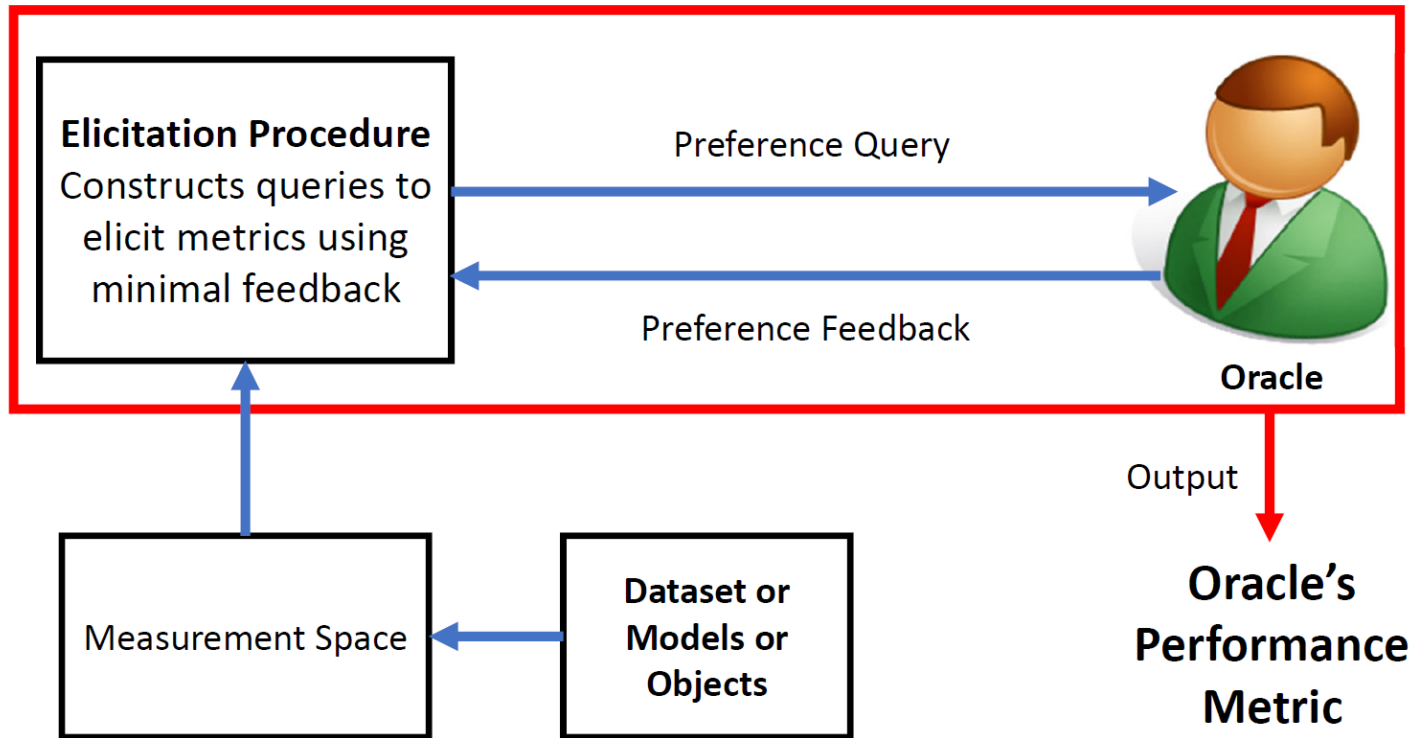 Elicitation Procedure
Constructs queries to
elicit metrics using
minimal feedback
Preference Query
Preference Feedback
Oracle
Output
Measurement Space
Dataset or
Models or
Objects
Oracle’s
Performance
Metric